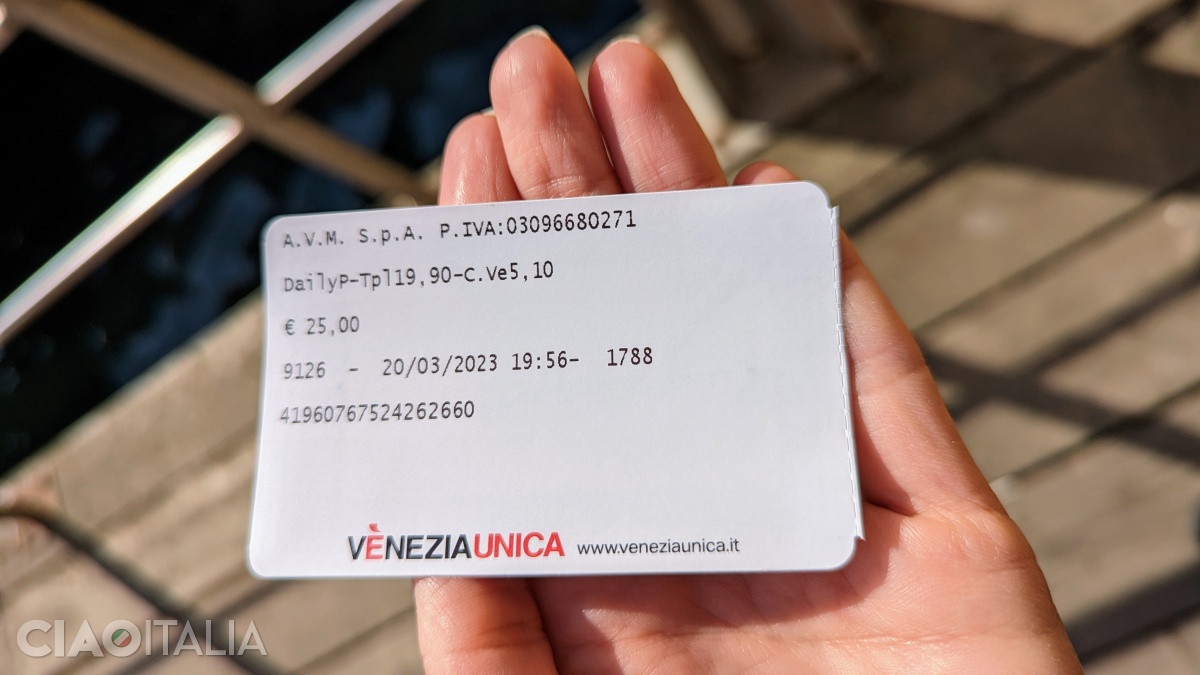 A.V.M. S.p.A. P.IVA:03096680271
DailyP-Tpl19,90-C.Ve5,10
€ 25,00
9126 - 20/03/2023 19:56- 1788
41960767524262660
VÈNEZIAUNICA www.veneziaunica.it
CIAOITALIA